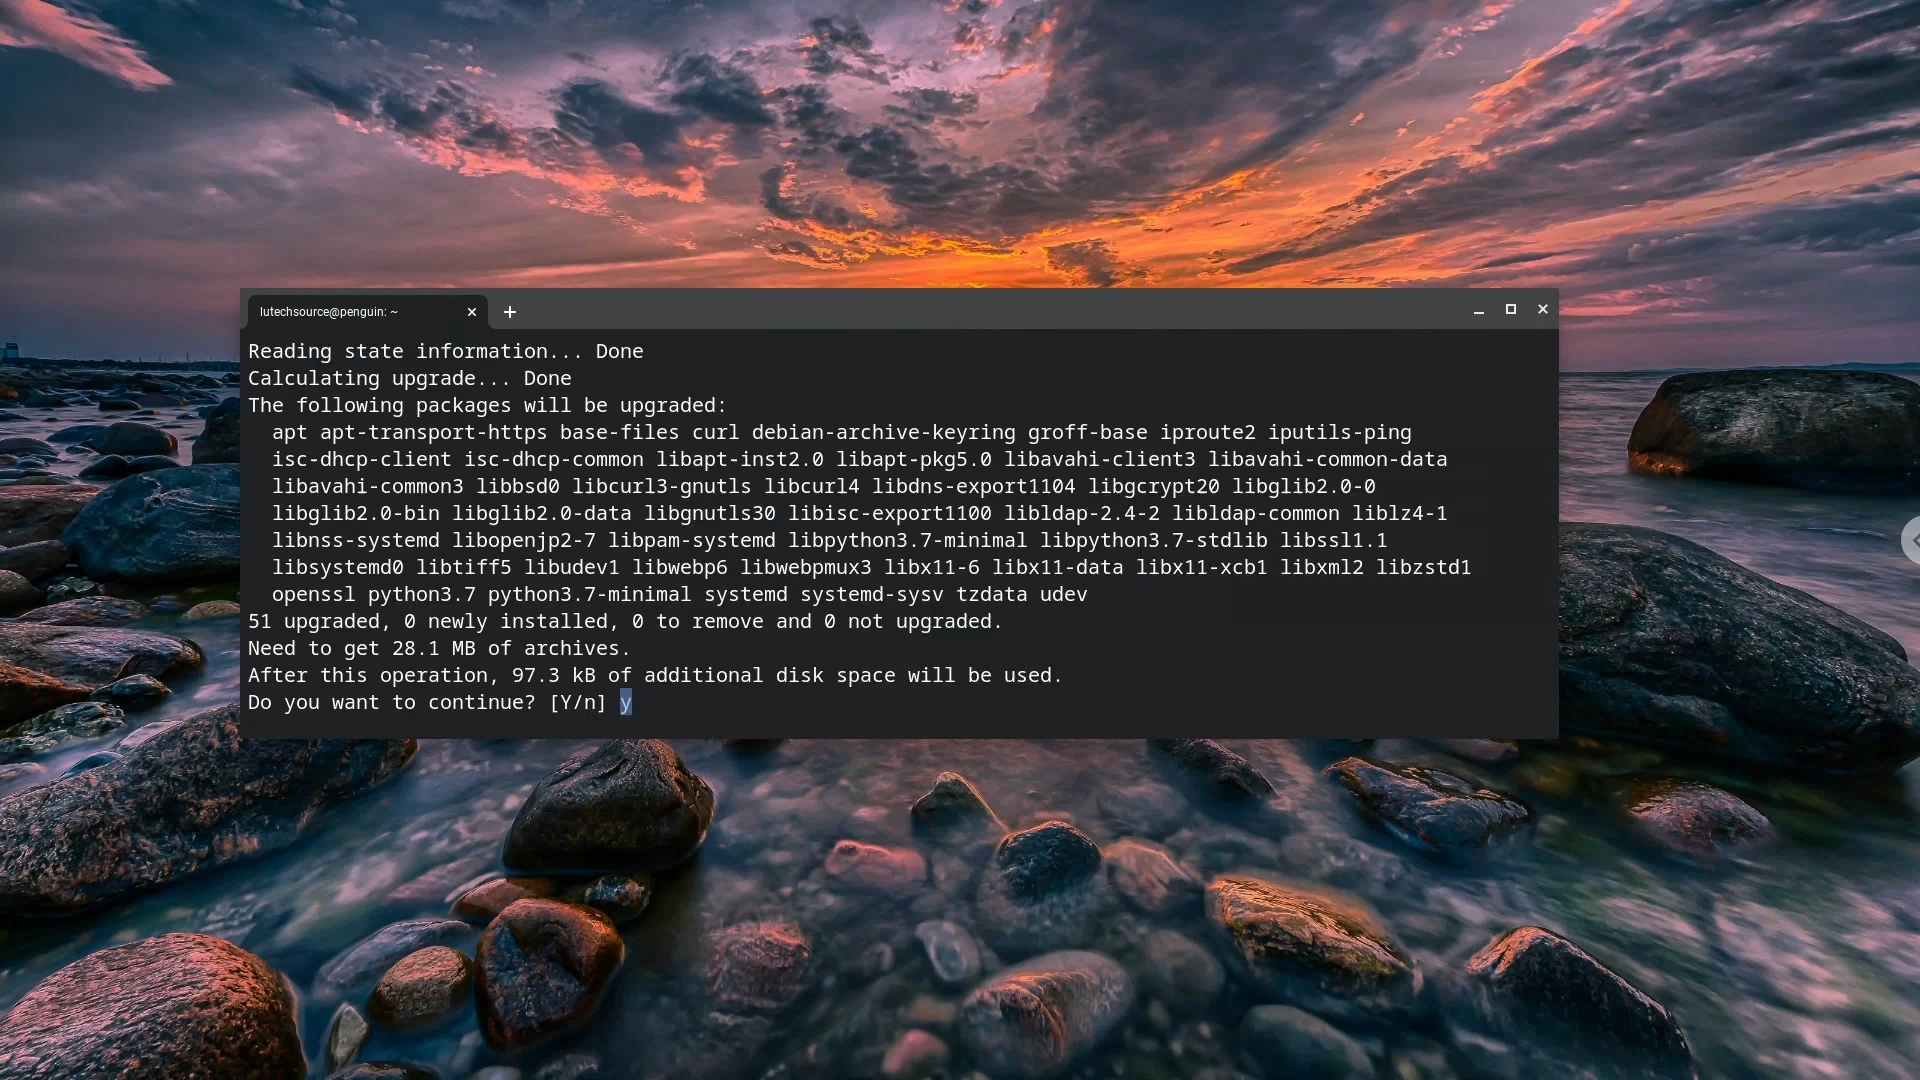 lutechsource@penguin: ~
Reading state information... Done
Calculating upgrade... Done
The following packages will be upgraded:
apt apt-transport-https base-files curl debian-archive-keyring groff-base iproute2 iputils-ping
isc-dhcp-client isc-dhcp-common libapt-inst2.0 libapt-pkg5.0 libavahi-client3 libavahi-common-data
libavahi-common3 libbsd0 libcurl3-gnutls libcurl4 libdns-export1104 libgcrypt20 libglib2.0-0
libglib2.0-bin libglib2.0-data libgnutls30 libisc-export1100 libldap-2.4-2 libldap-common liblz4-1
libnss-systemd libopenjp2-7 libpam-systemd libpython3.7-minimal libpython3.7-stdlib libssl1.1
libsystemd0 libtiff5 libudev1 libwebp6 libwebpmux3 libx11-6 libx11-data libx11-xcb1 libxml2 libzstd1
openssl python3.7 python3.7-minimal systemd systemd-sysv tzdata udev
51 upgraded, 0 newly installed, 0 to remove and 0 not upgraded.
Need to get 28.1 MB of archives.
After this operation, 97.3 kB of additional disk space will be used.
Do you want to continue? [Y/n] y